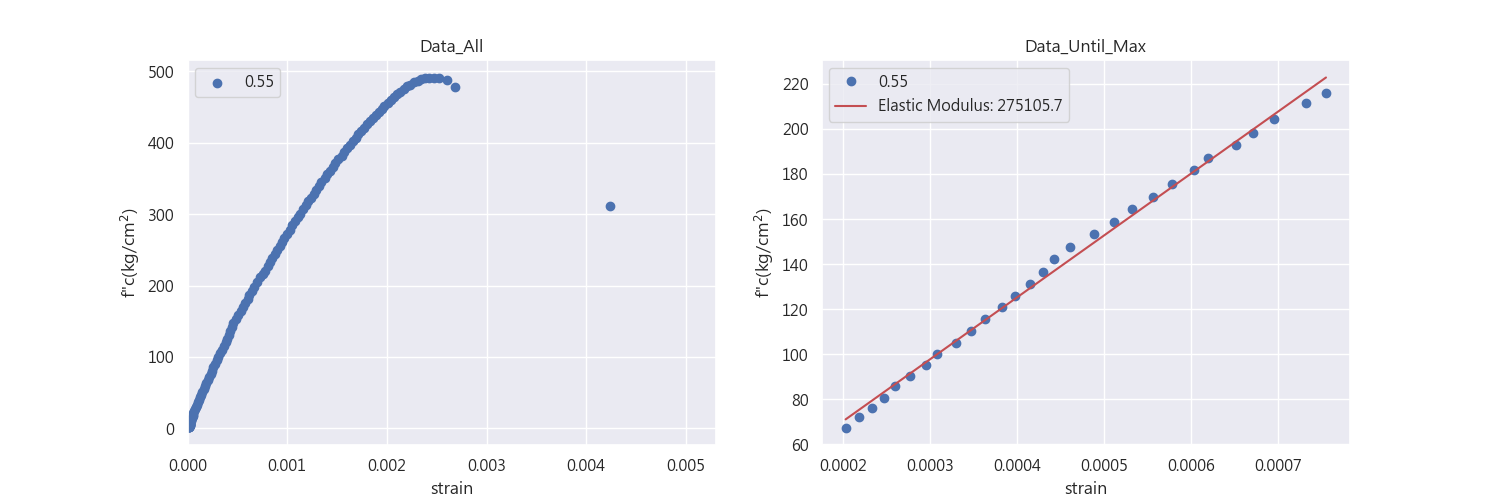 Data_All
0.55
500
400
300
200
100
0
f"c(kg/cm²)
0.000 0.001 0.002 0.003 0.004 0.005
strain
Data_Until_Max
0.55
Elastic Modulus: 275105.7
220
200
180
160
140
120
100
80
60
f"c(kg/cm²)
0.0002 0.0003 0.0004 0.0005 0.0006 0.0007
strain